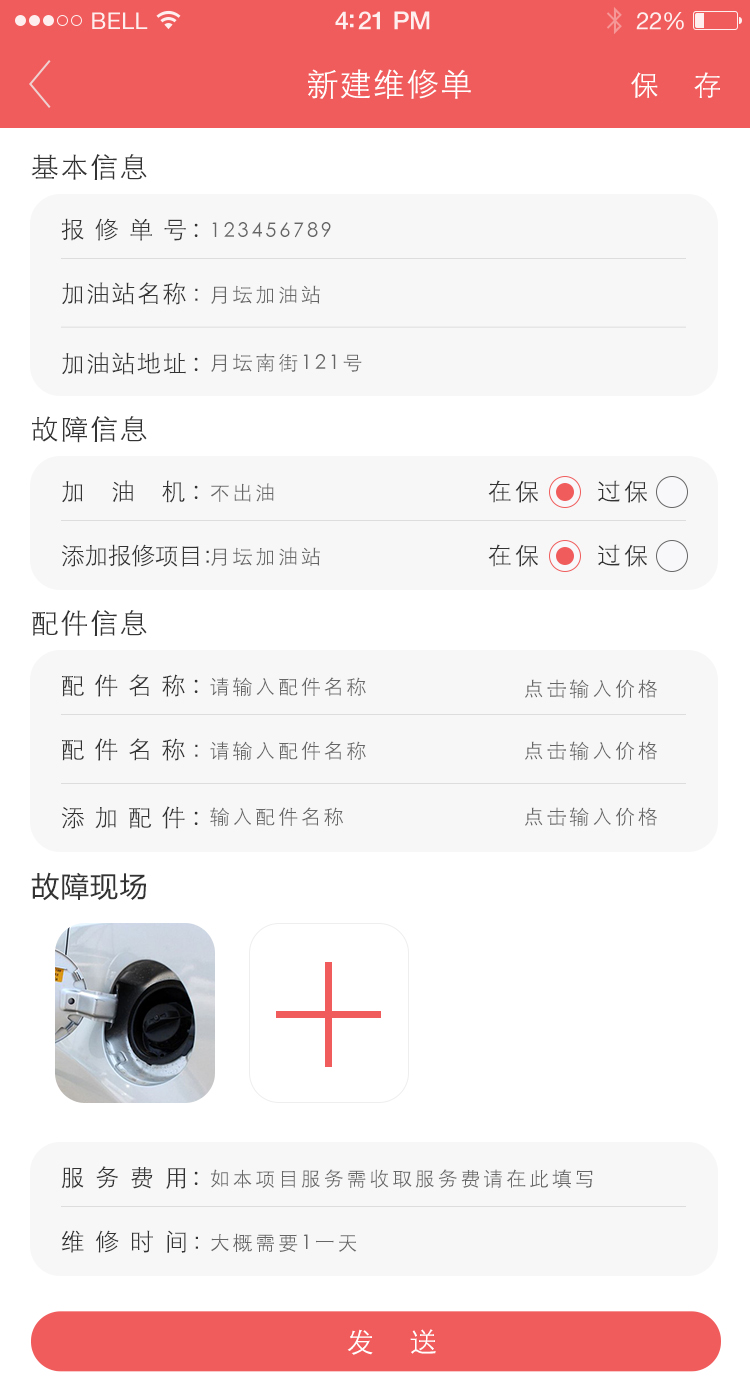 BELL 4:21 PM 22%
新建维修单 保 存
基本信息
报修单号：123456789
加油站名称：月坛加油站
加油站地址：月坛南街121号
故障信息
加油机：不出油 在保 过保
添加报修项目:月坛加油站 在保 过保
配件信息
配件名称：请输入配件名称 点击输入价格
配件名称：请输入配件名称 点击输入价格
添加配件：输入配件名称 点击输入价格
故障现场
服务费用：如本项目服务需收取服务费请在此填写
维修时间：大概需要1一天
发 送